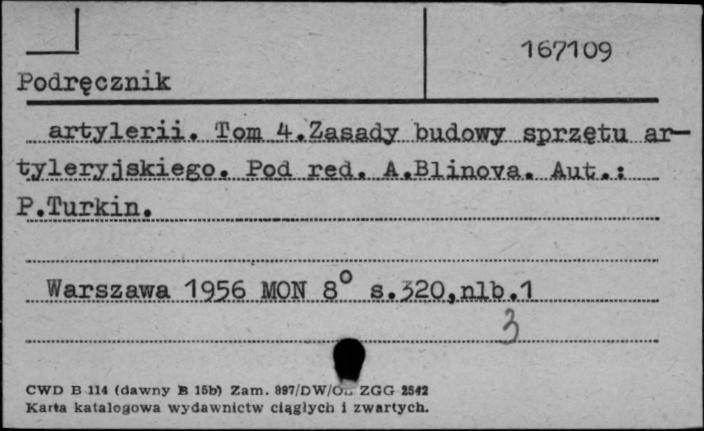 167109
Podręcznik
artylerii. Tom 4.Zasady budowy sprzętu ar-
tyleryjskiego. Pod red. A.Blinova. Aut.:
P.Turkin.
Warszawa 1956 MON 8° s.320,nlb.1
3
CWD B 114 (dawny B 15b) Zam. 897/DW/ ZGG 2542
Karta katalogowa wydawnictw ciągłych i zwartych.